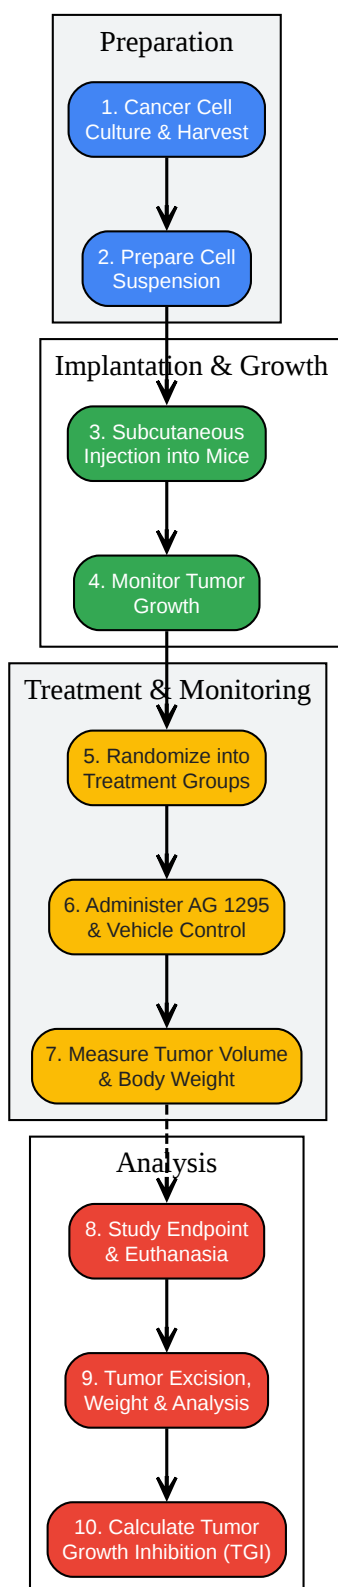 Preparation
1. Cancer Cell
Culture & Harvest
2. Prepare Cell
Suspension
Implantation & Growth
3. Subcutaneous
Injection into Mice
4. Monitor Tumor
Growth
Treatment & Monitoring
5. Randomize into
Treatment Groups
6. Administer AG 1295
& Vehicle Control
7. Measure Tumor Volume
& Body Weight
Analysis
8. Study Endpoint
& Euthanasia
9. Tumor Excision,
Weight & Analysis
10. Calculate Tumor
Growth Inhibition (TGI)